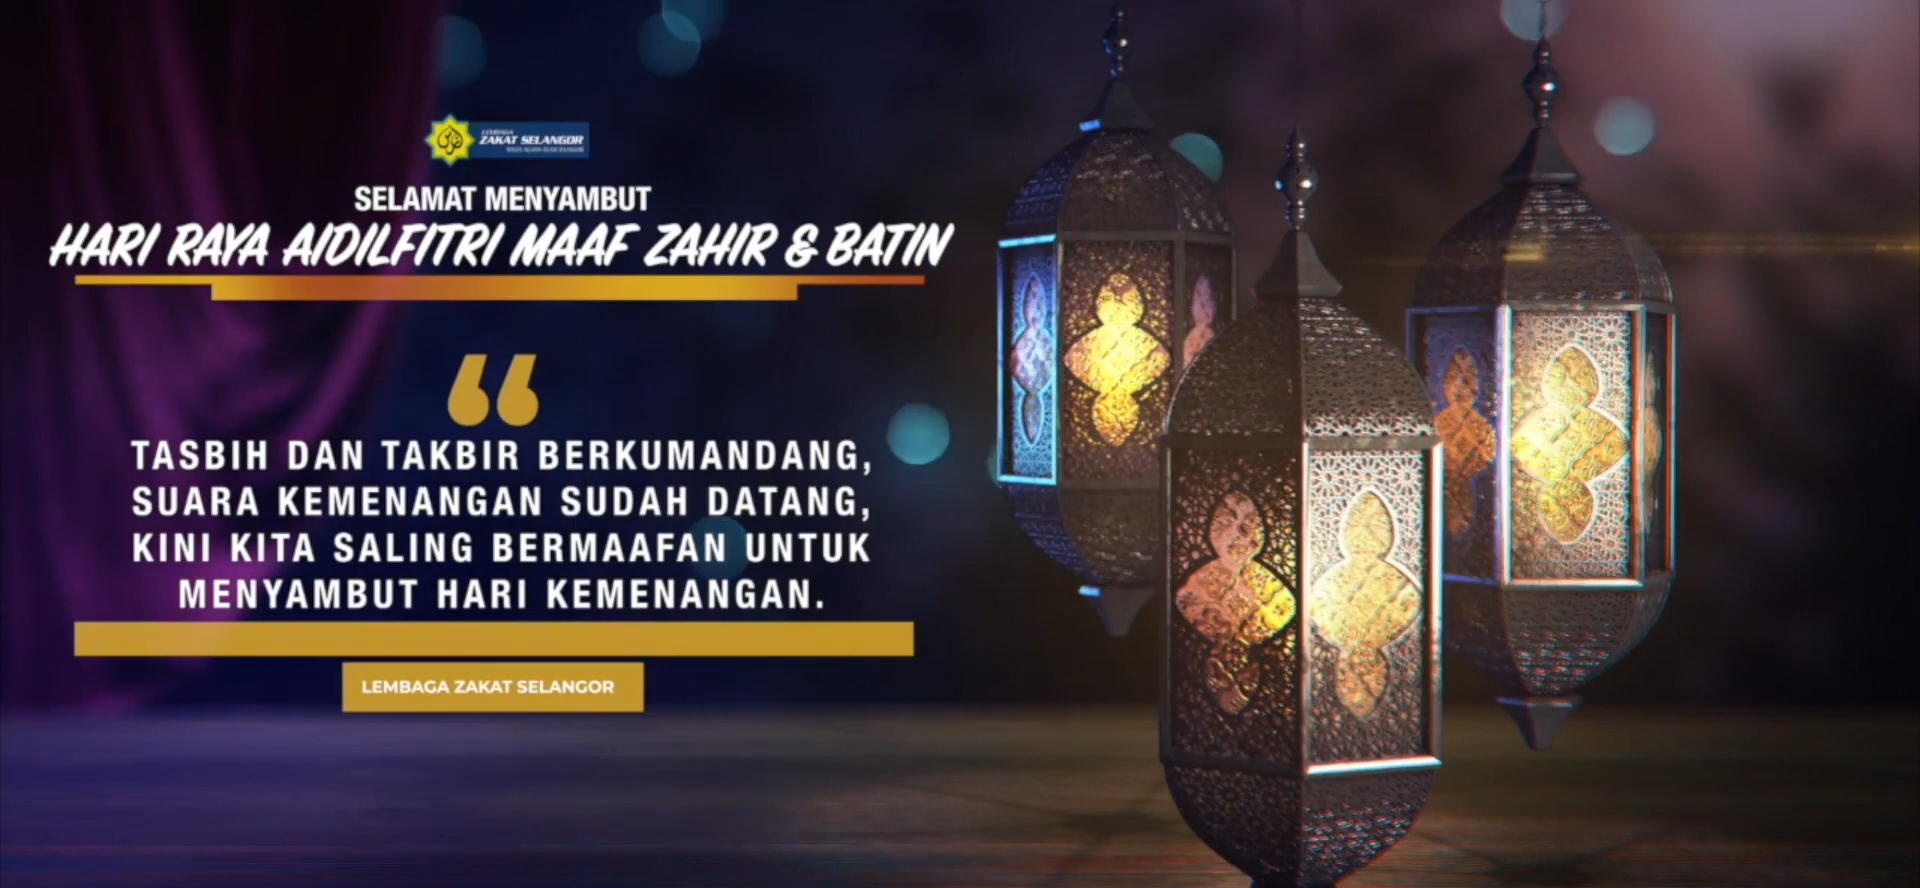 LEMBAGA
ZAKAT SELANGOR
SELAMAT MENYAMBUT
HARI RAYA AIDILFITRI MAAF ZAHIR & BATIN
“
TASBIH DAN TAKBIR BERKUMANDANG,
SUARA KEMENANGAN SUDAH DATANG,
KINI KITA SALING BERMAAFAN UNTUK
MENYAMBUT HARI KEMENANGAN.
LEMBAGA ZAKAT SELANGOR